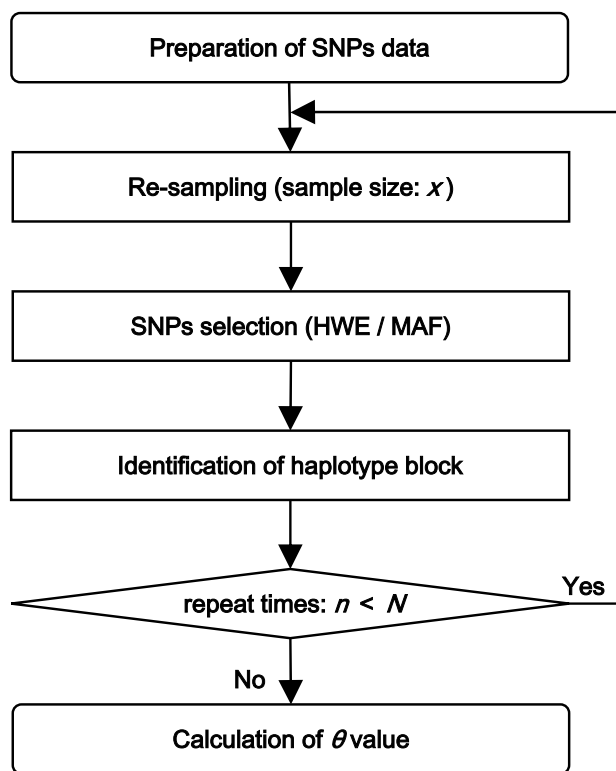 Preparation of SNPs data
Re-sampling (sample size: x )
SNPs selection (HWE / MAF)
Identification of haplotype block
repeat times: n < N
Yes
No
Calculation of θ value